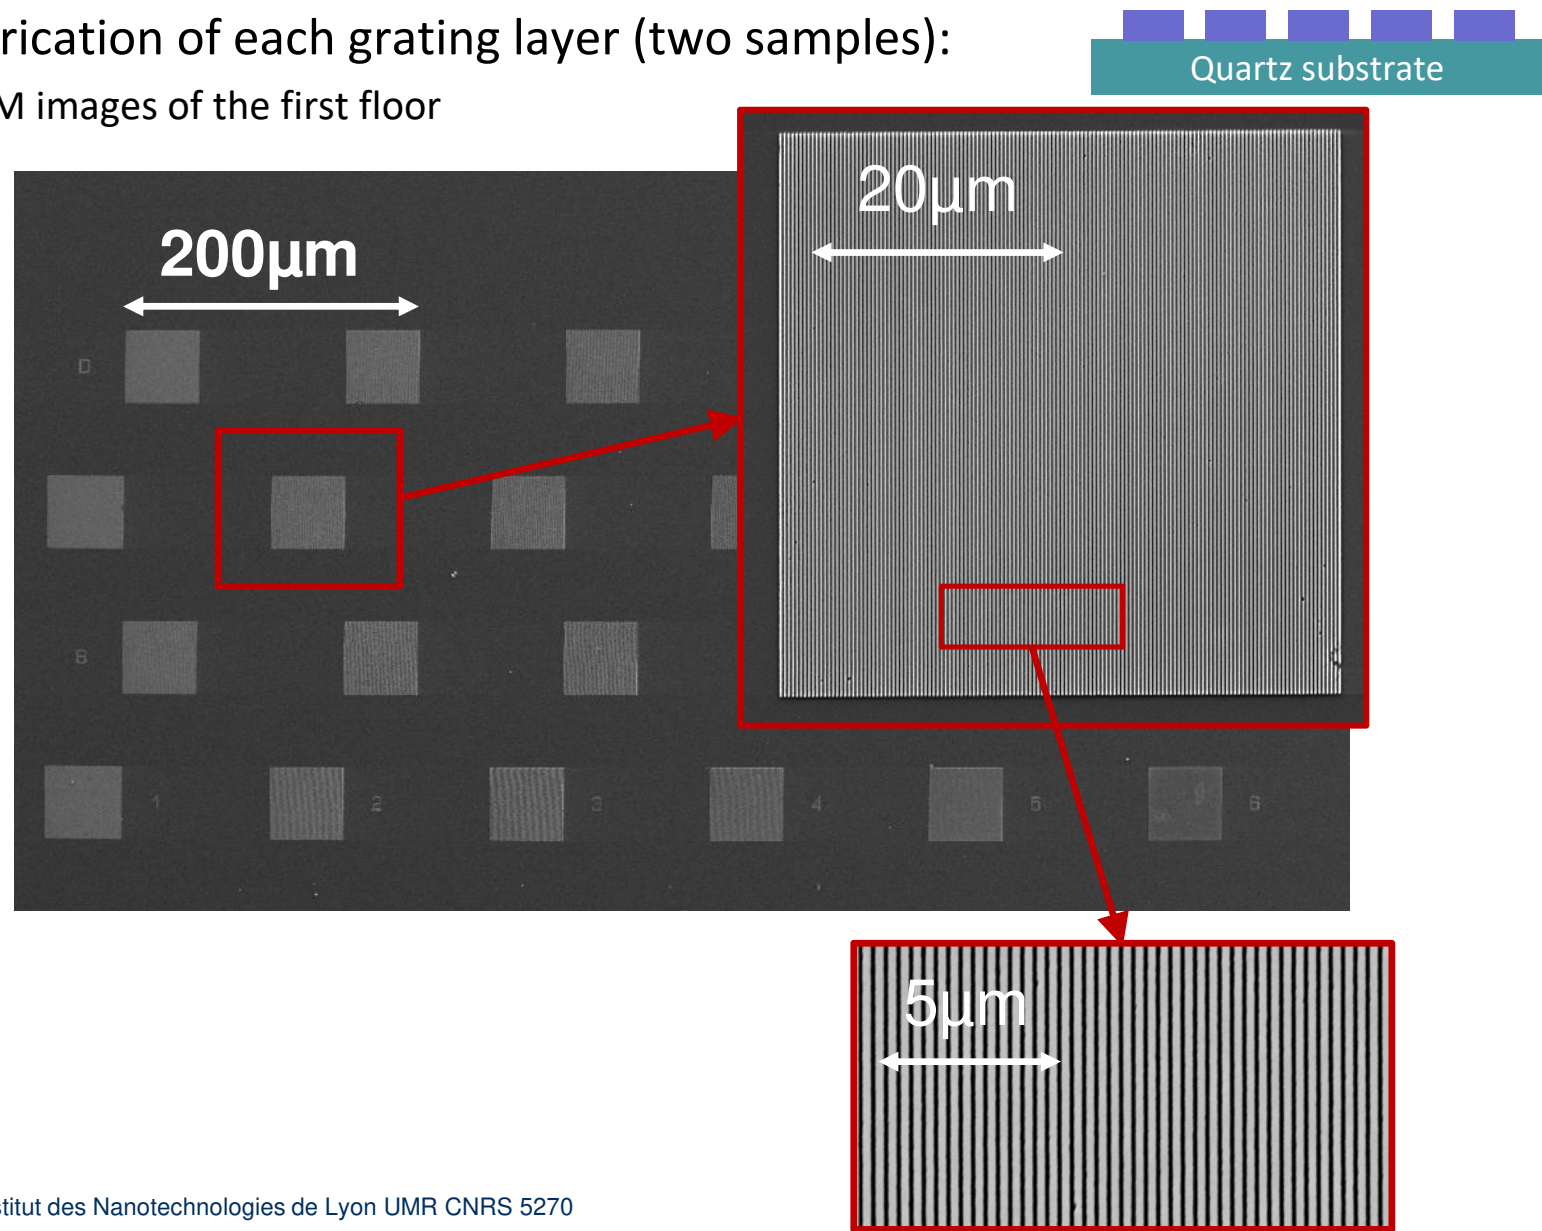 rication of each grating layer (two samples):
Quartz substrate
M images of the first floor
20µm
200µm
D
B
1 2 3 4 5 6
5µm
stitut des Nanotechnologies de Lyon UMR CNRS 5270